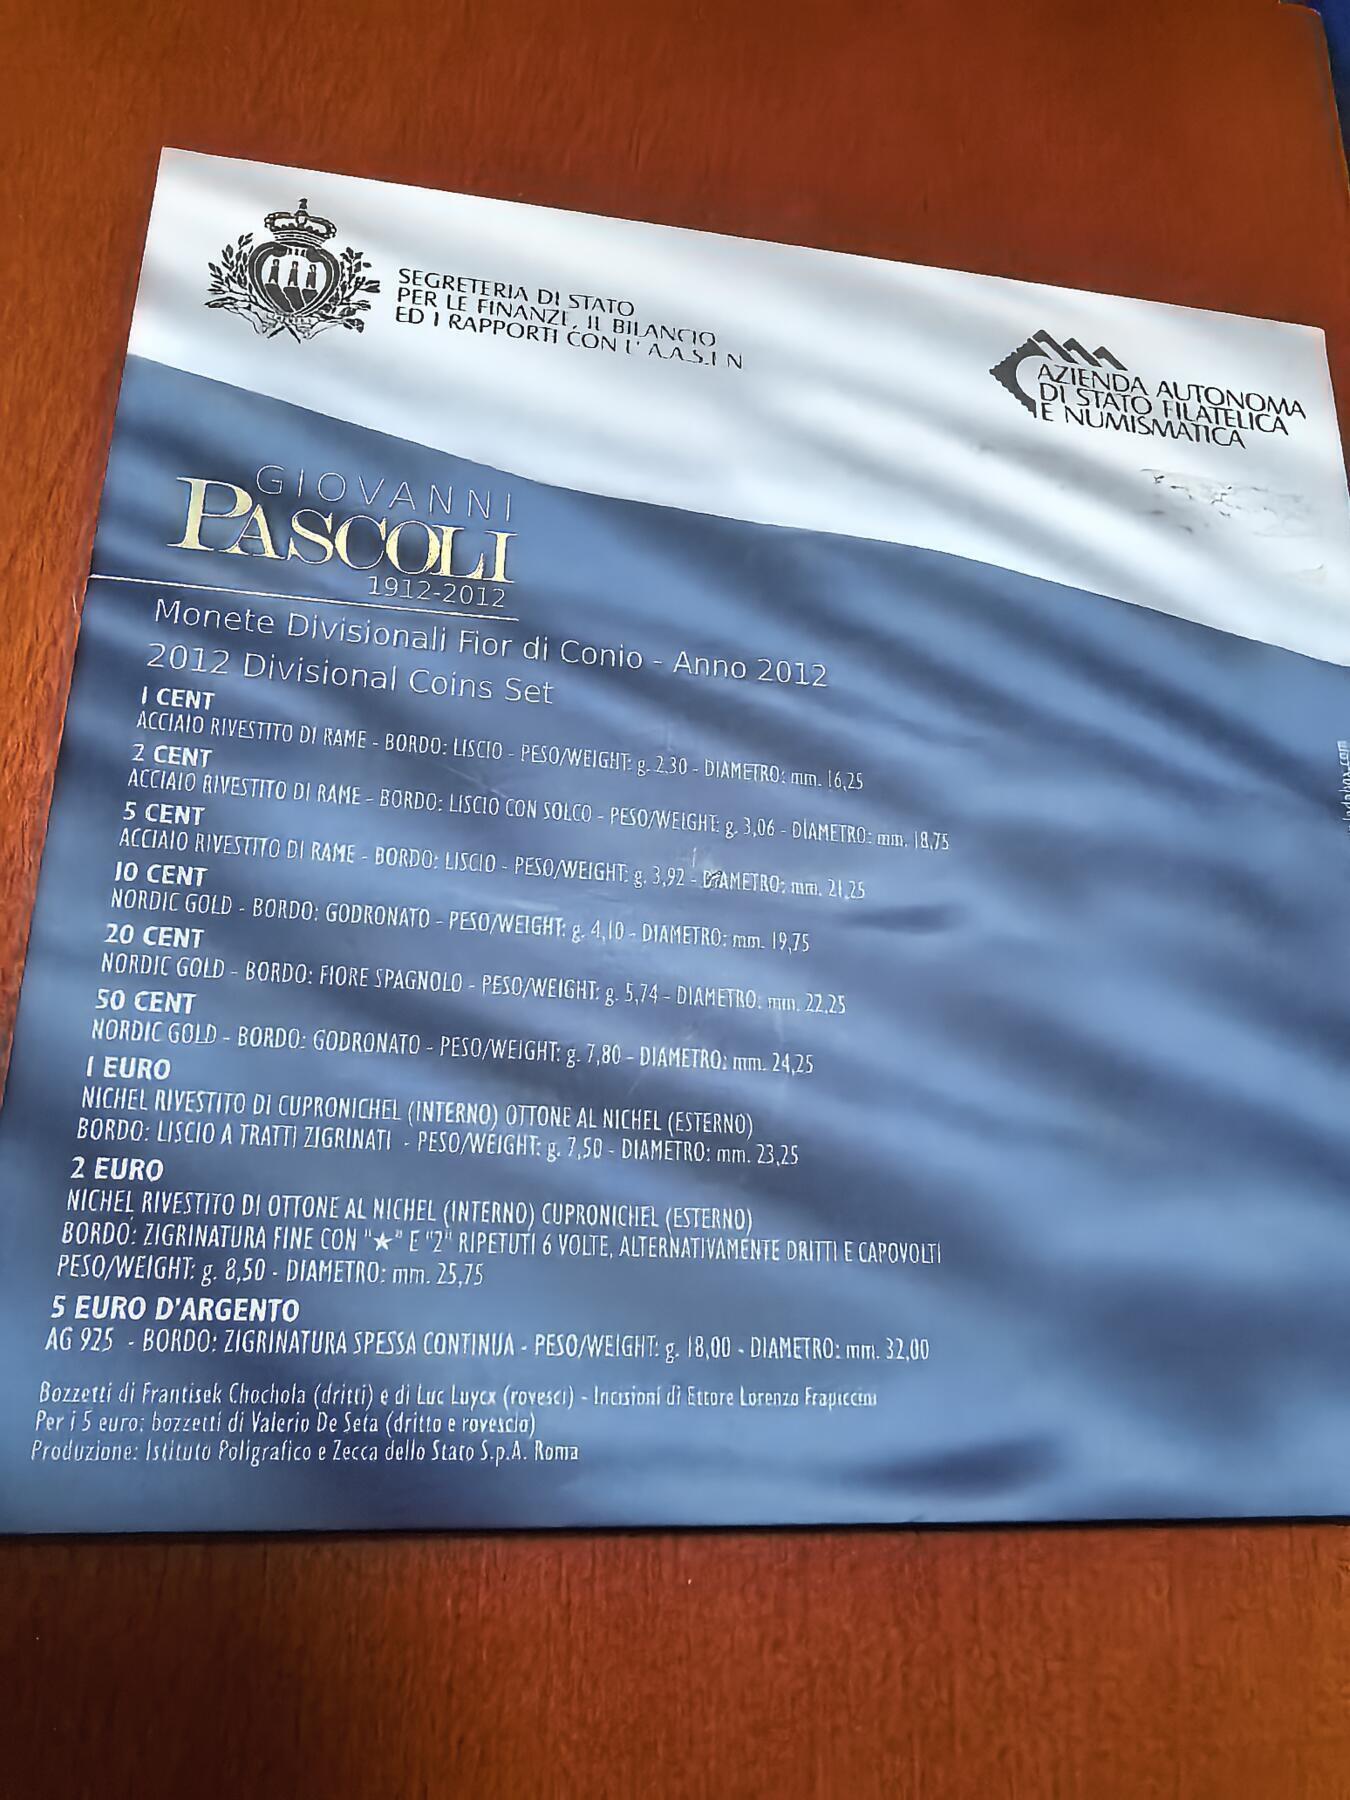 SEGRETERIA DI STATO
PER LE FINANZE, IL BILANCIO
ED I RAPPORTI CON L' A.A.S.F.N
AZIENDA AUTONOMA
DI STATO FILATELICA
E NUMISMATICA
GIOVANNI
PASCOLI
1912-2012
Monete Divisionali Fior di Conio - Anno 2012
2012 Divisional Coins Set
1 CENT
ACCIAIO RIVESTITO DI RAME - BORDO: LISCIO - PESO/WEIGHT: g. 2,30 - DIAMETRO: mm. 16,25
2 CENT
ACCIAIO RIVESTITO DI RAME - BORDO: LISCIO CON SOLCO - PESO/WEIGHT: g. 3,06 - DIAMETRO: mm. 18,75
5 CENT
ACCIAIO RIVESTITO DI RAME - BORDO: LISCIO - PESO/WEIGHT: g. 3,92 - DIAMETRO: mm. 21,25
10 CENT
NORDIC GOLD - BORDO: GODRONATO - PESO/WEIGHT: g. 4,10 - DIAMETRO: mm. 19,75
20 CENT
NORDIC GOLD - BORDO: FIORE SPAGNOLO - PESO/WEIGHT: g. 5,74 - DIAMETRO: mm. 22,25
50 CENT
NORDIC GOLD - BORDO: GODRONATO - PESO/WEIGHT: g. 7,80 - DIAMETRO: mm. 24,25
1 EURO
NICHEL RIVESTITO DI CUPRONICHEL (INTERNO) OTTONE AL NICHEL (ESTERNO)
BORDO: LISCIO A TRATTI ZIGRINATI - PESO/WEIGHT: g. 7,50 - DIAMETRO: mm. 23,25
2 EURO
NICHEL RIVESTITO DI OTTONE AL NICHEL (INTERNO) CUPRONICHEL (ESTERNO)
BORDO: ZIGRINATURA FINE CON "★" E "2" RIPETUTI 6 VOLTE, ALTERNATIVAMENTE DRITTI E CAPOVOLTI
PESO/WEIGHT: g. 8,50 - DIAMETRO: mm. 25,75
5 EURO D'ARGENTO
AG 925 - BORDO: ZIGRINATURA SPESSA CONTINUA - PESO/WEIGHT: g. 18,00 - DIAMETRO: mm. 32,00
Bozzetti di Frantisek Chochola (dritti) e di Luc Luycx (rovesci) - Incisioni di Ettore Lorenzo Frapiccini
Per i 5 euro: bozzetti di Valerio De Seta (dritto e rovescio)
Produzione: Istituto Poligrafico e Zecca dello Stato S.p.A. Roma